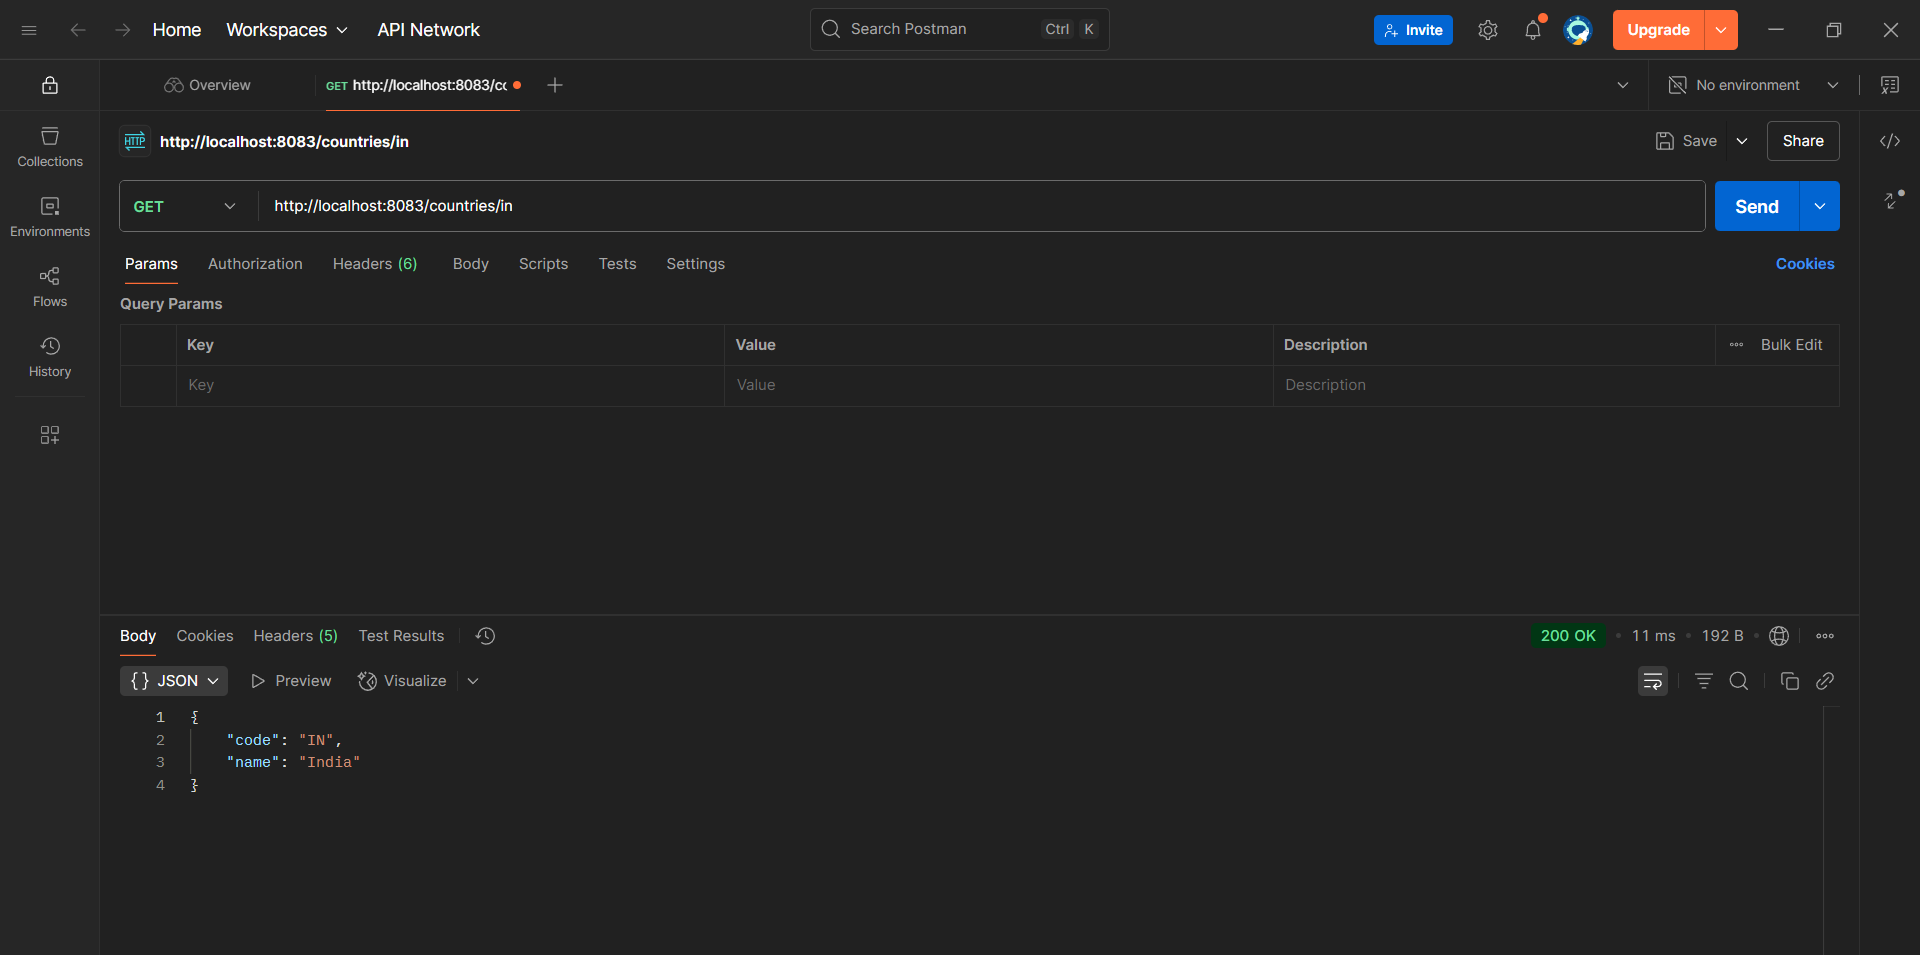 Home Workspaces API Network Search Postman Ctrl K Invite Upgrade
Overview GET http://localhost:8083/cc No environment
HTTP http://localhost:8083/countries/in Save Share
Collections
Environments
Flows
History
GET http://localhost:8083/countries/in Send
Params Authorization Headers (6) Body Scripts Tests Settings Cookies
Query Params
Key Value Description Bulk Edit
Key Value Description
Body Cookies Headers (5) Test Results 200 OK • 11 ms • 192 B •
{} JSON Preview Visualize
1 {
2 "code": "IN",
3 "name": "India"
4 }